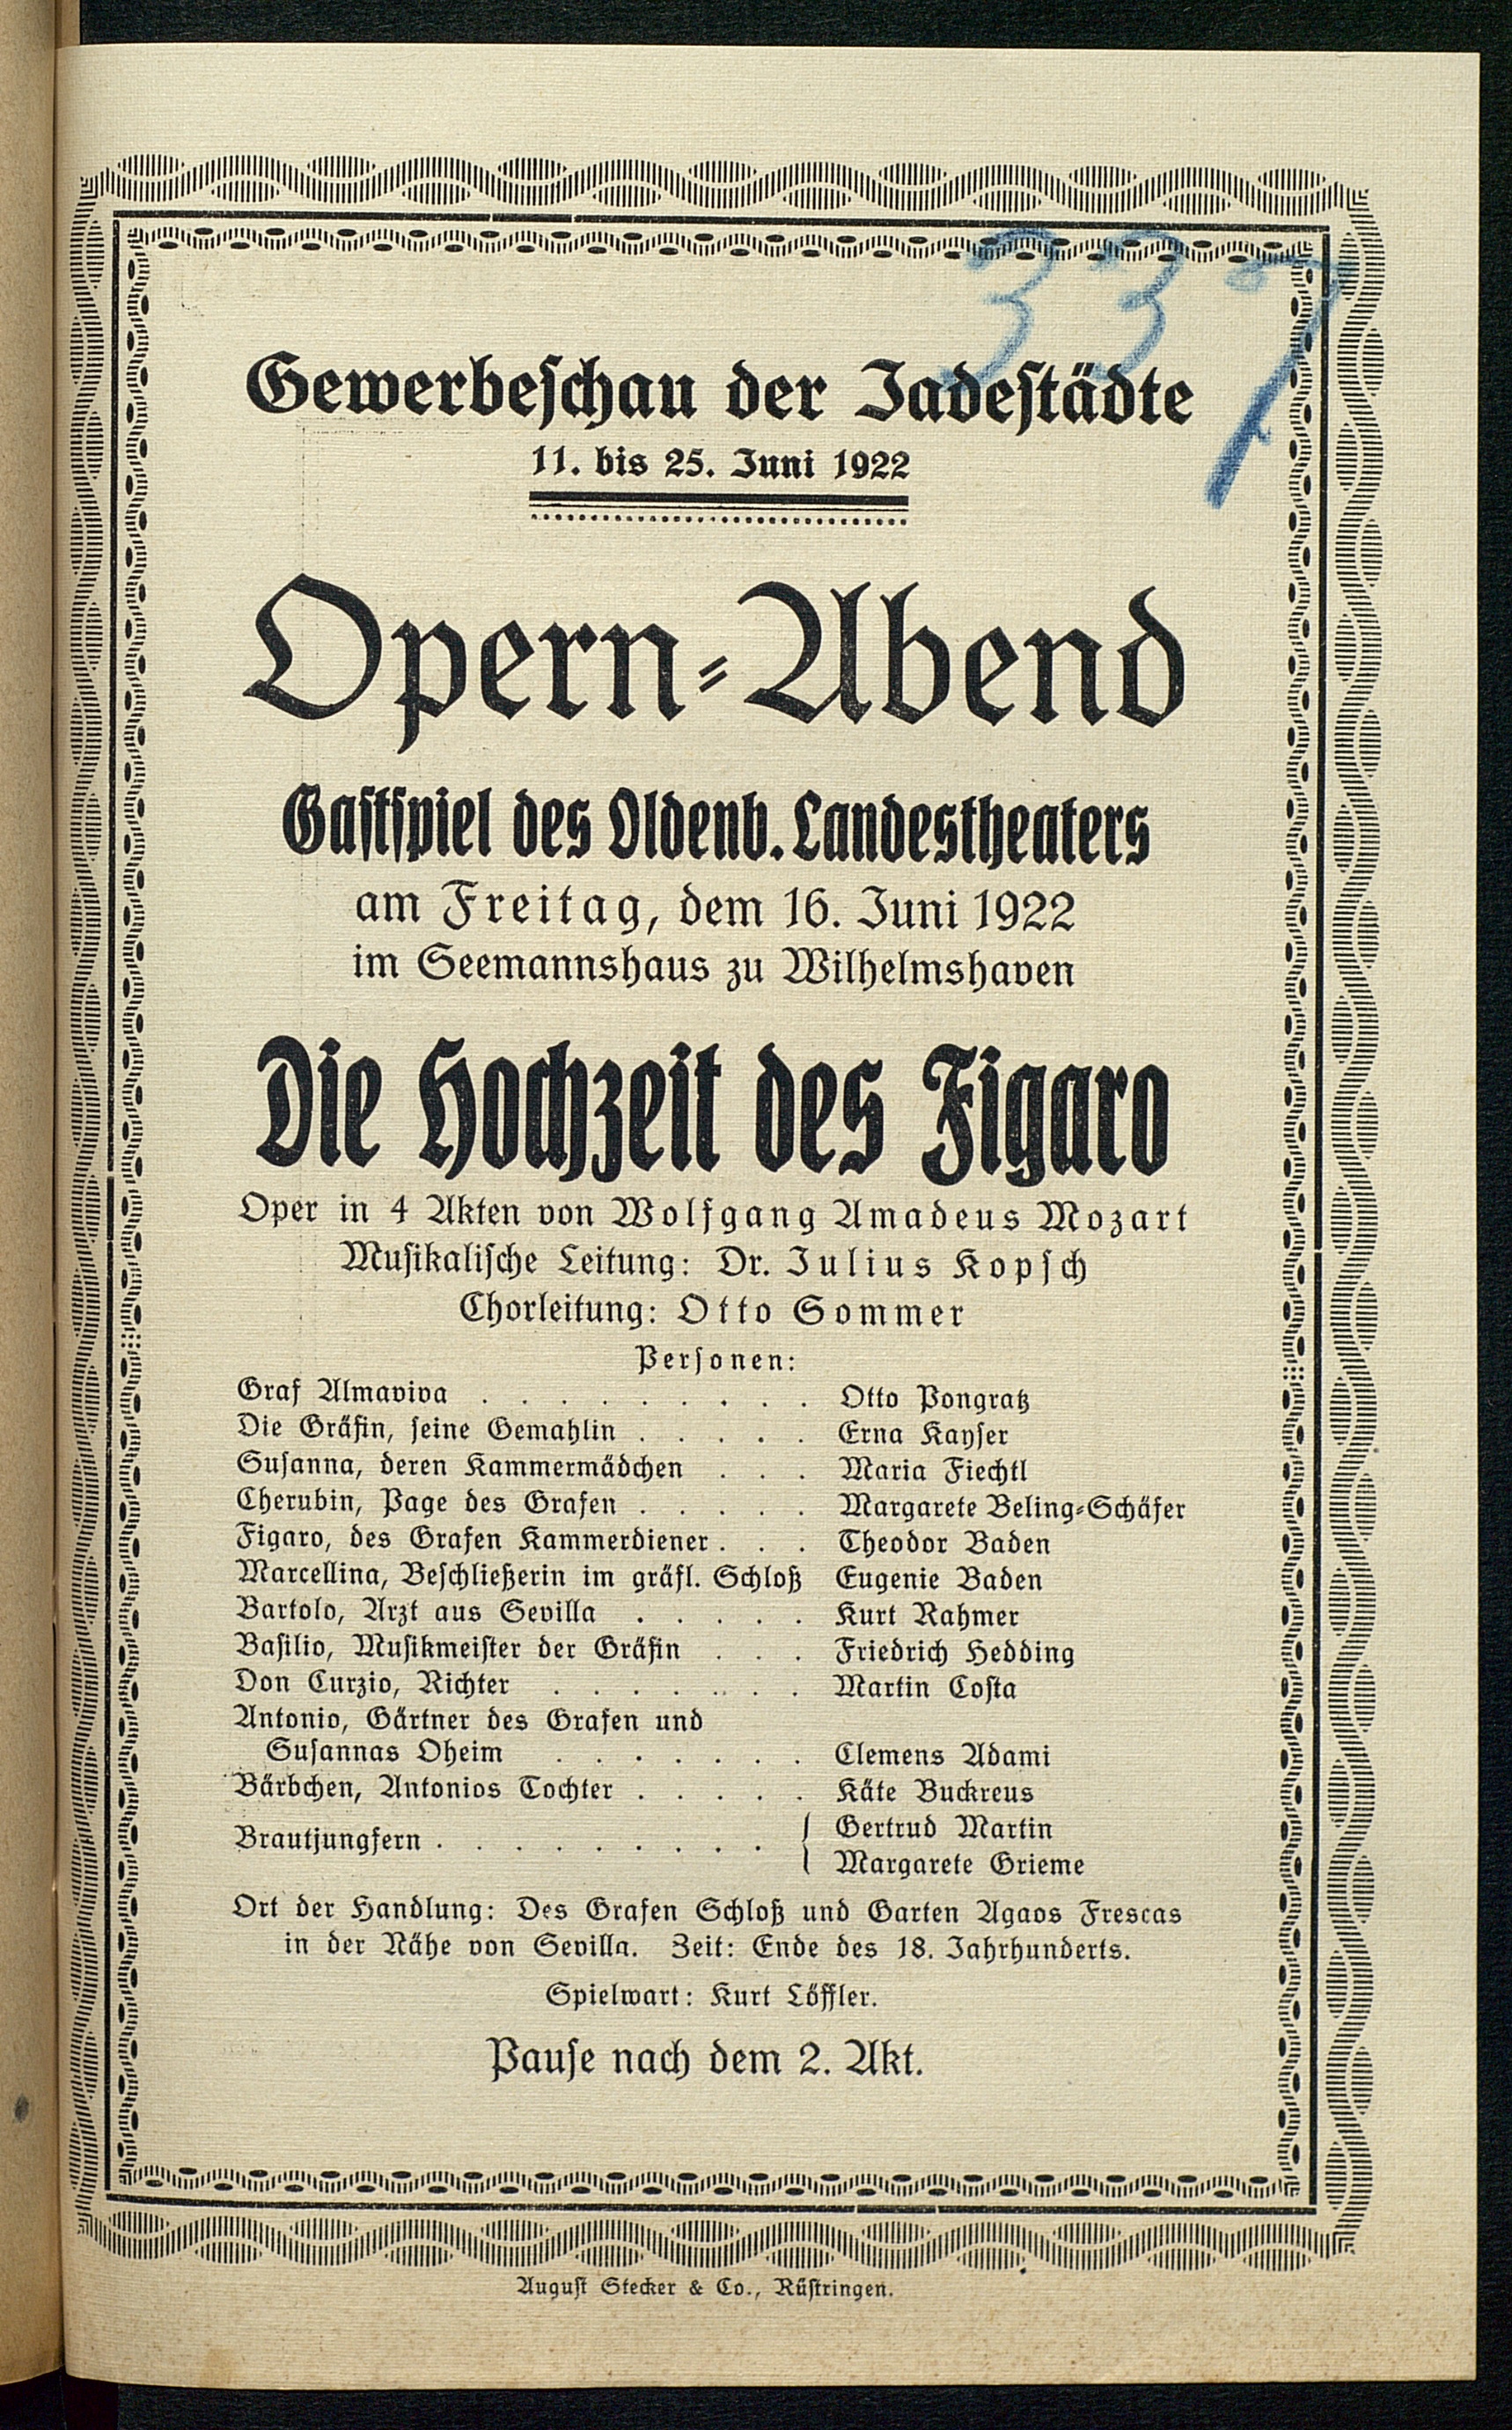 337
Gewerbeschau der Jadestädte
11. bis 25. Juni 1922
Opern-Abend
Gastspiel des Oldenb. Landestheaters
am Freitag, dem 16. Juni 1922
im Seemannshaus zu Wilhelmshaven
Die Hochzeit des Figaro
Oper in 4 Akten von Wolfgang Amadeus Mozart
Musikalische Leitung: Dr. Julius Kopsch
Chorleitung: Otto Sommer
Personen:
Graf Almaviva . . . . . . . . . Otto Pongratz
Die Gräfin, seine Gemahlin . . . . . Erna Kayser
Susanna, deren Kammermädchen . . . Maria Fiechtl
Cherubin, Page des Grafen . . . . . Margarete Beling-Schäfer
Figaro, des Grafen Kammerdiener . . . Theodor Baden
Marcellina, Beschließerin im gräfl. Schloß Eugenie Baden
Bartolo, Arzt aus Sevilla . . . . . Kurt Rahmer
Basilio, Musikmeister der Gräfin . . . Friedrich Hedding
Don Curzio, Richter . . . . . . . Martin Costa
Antonio, Gärtner des Grafen und
Susannas Oheim . . . . . . . Clemens Adami
Bärbchen, Antonios Tochter . . . . . Käte Buckreus
Brautjungfern . . . . . . . . . { Gertrud Martin
Margarete Grieme
Ort der Handlung: Des Grafen Schloß und Garten Agaos Frescas
in der Nähe von Sevilla. Zeit: Ende des 18. Jahrhunderts.
Spielwart: Kurt Löffler.
Pause nach dem 2. Akt.
August Stecker & Co., Rüstringen.